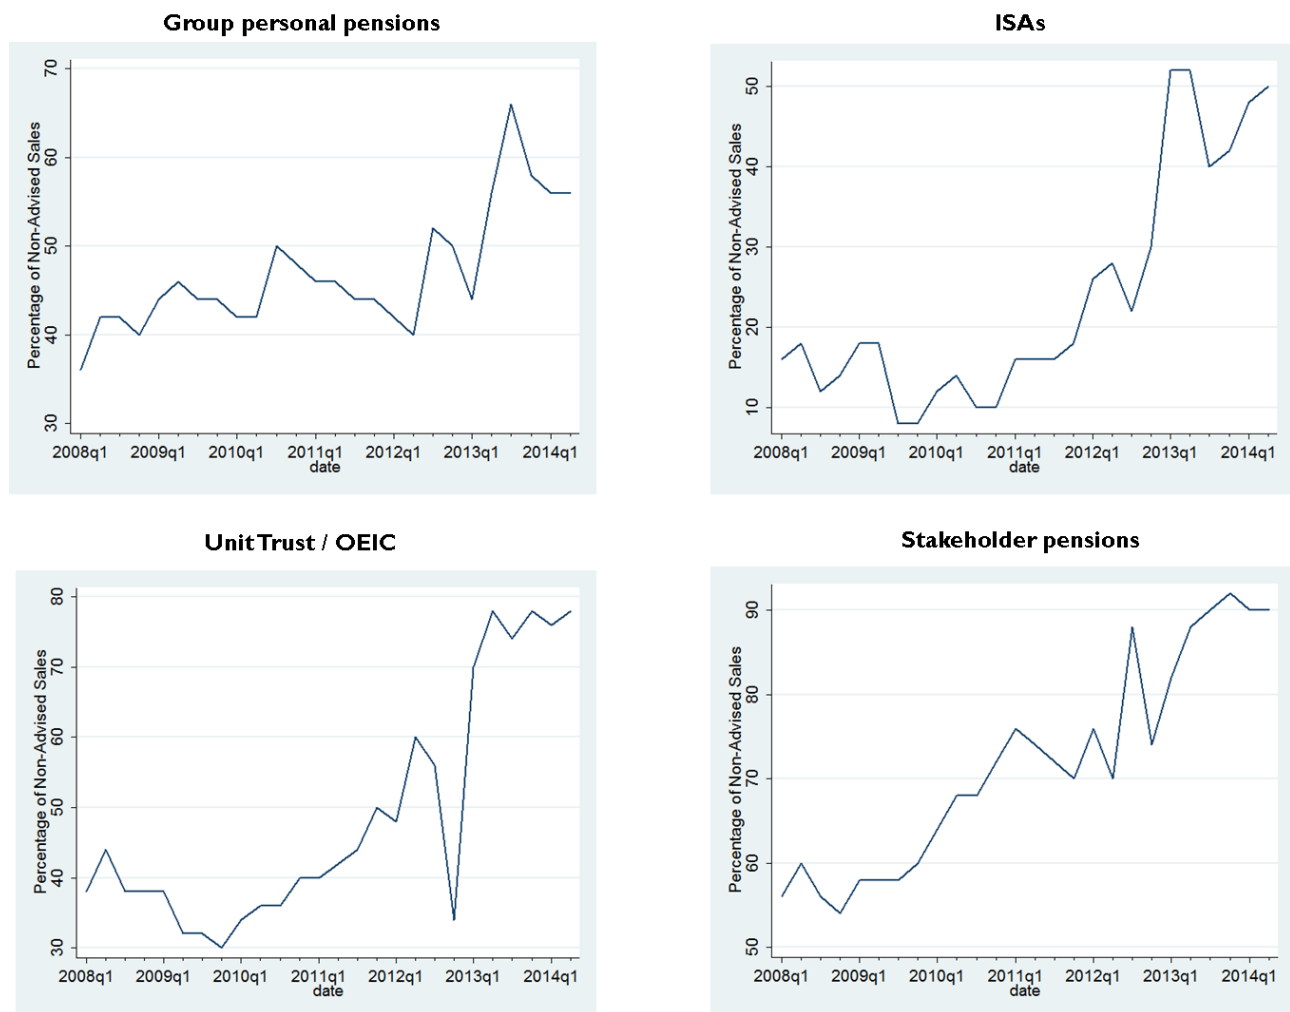 Group personal pensions
Percentage of Non-Advised Sales
70
60
50
40
30
2008q1 2009q1 2010q1 2011q1 2012q1 2013q1 2014q1
date
ISAs
Percentage of Non-Advised Sales
50
40
30
20
10
2008q1 2009q1 2010q1 2011q1 2012q1 2013q1 2014q1
date
Unit Trust / OEIC
Percentage of Non-Advised Sales
80
70
60
50
40
30
2008q1 2009q1 2010q1 2011q1 2012q1 2013q1 2014q1
date
Stakeholder pensions
Percentage of Non-Advised Sales
90
80
70
60
50
2008q1 2009q1 2010q1 2011q1 2012q1 2013q1 2014q1
date